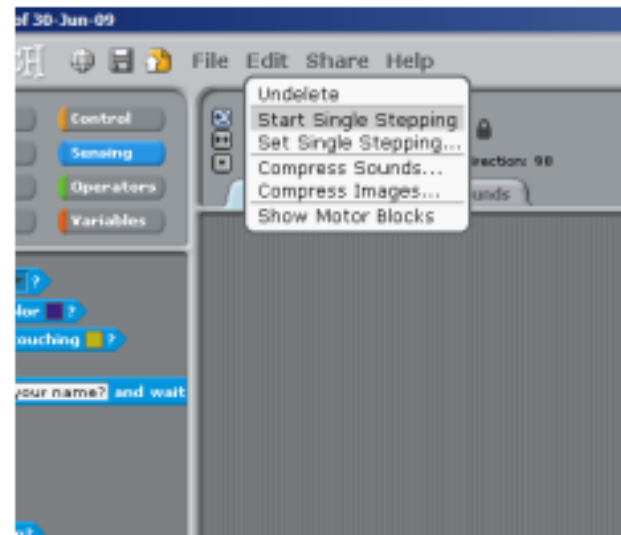 of 30-Jun-09
File Edit Share Help
Undelete
Start Single Stepping
Set Single Stepping...
Compress Sounds...
Compress Images...
Show Motor Blocks
Control
Sensing
Operators
Variables
rection: 90
unds
?
lor ?
touching ?
your name? and wait